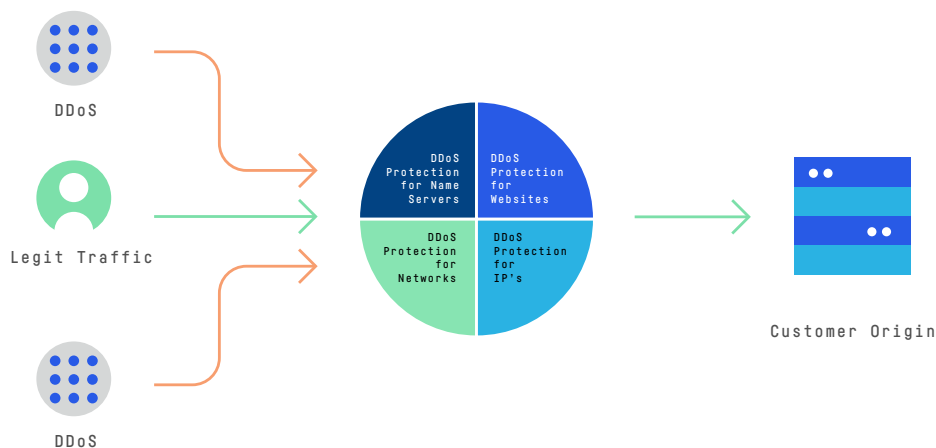 DDoS
Legit Traffic
DDoS
DDoS
Protection
for Name
Servers
DDoS
Protection
for
Websites
DDoS
Protection
for
Networks
DDoS
Protection
for
IP's
Customer Origin